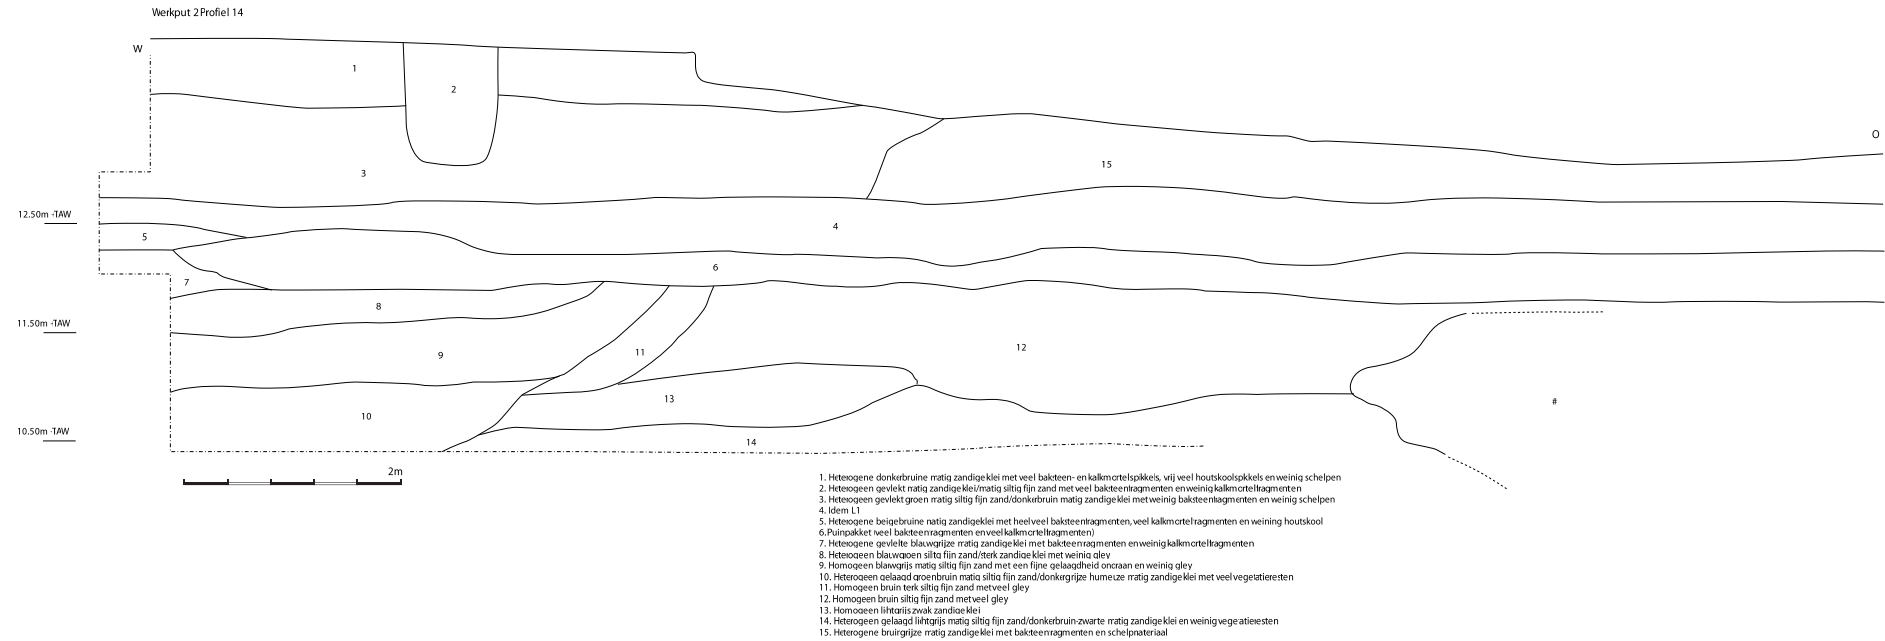 Werkput 2 Profiel 14
W
1
2
O
15
3
12.50m -TAW
4
5
6
7
8
11.50m -TAW
12
11
9
13
#
10
10.50m -TAW
14
2m
1. Heterogene donkerbruine matig zandige klei met veel baksteen- en kalkmortelspikkels, vrij veel houtskoolspikkels en weinig schelpen
2. Heterogeen gevlekt matig zandige klei/matig siltig fijn zand met veel baksteenfragmenten en weinig kalkmortelfragmenten
3. Heterogeen gevlekt groen matig siltig fijn zand/donkerbruin matig zandige klei met weinig baksteenfragmenten en weinig schelpen
4. Idem L1
5. Heterogene beigebruine matig zandige klei met heel veel baksteenfragmenten, veel kalkmortelfragmenten en weining houtskool
6. Puinpakket (veel baksteenfragmenten en veel kalkmortelfragmenten)
7. Heterogene gevlekte blauwgrijze matig zandige klei met baksteenfragmenten en weinig kalkmortelfragmenten
8. Heterogeen blauwgroen siltig fijn zand/sterk zandige klei met weinig gley
9. Homogeen blauwgrijs matig siltig fijn zand met een fijne gelaagdheid onderaan en weinig gley
10. Heterogeen gelaagd groenbruin matig siltig fijn zand/donkergrijze humeuze matig zandige klei met veel vegetatieresten
11. Homogeen bruin sterk siltig fijn zand met veel gley
12. Homogeen bruin siltig fijn zand met veel gley
13. Homogeen lichtgrijs zwak zandige klei
14. Heterogeen gelaagd lichtgrijs matig siltig fijn zand/donkerbruin-zwarte matig zandige klei en weinig vegetatieresten
15. Heterogene bruingrijze matig zandige klei met baksteenfragmenten en schelpmateriaal